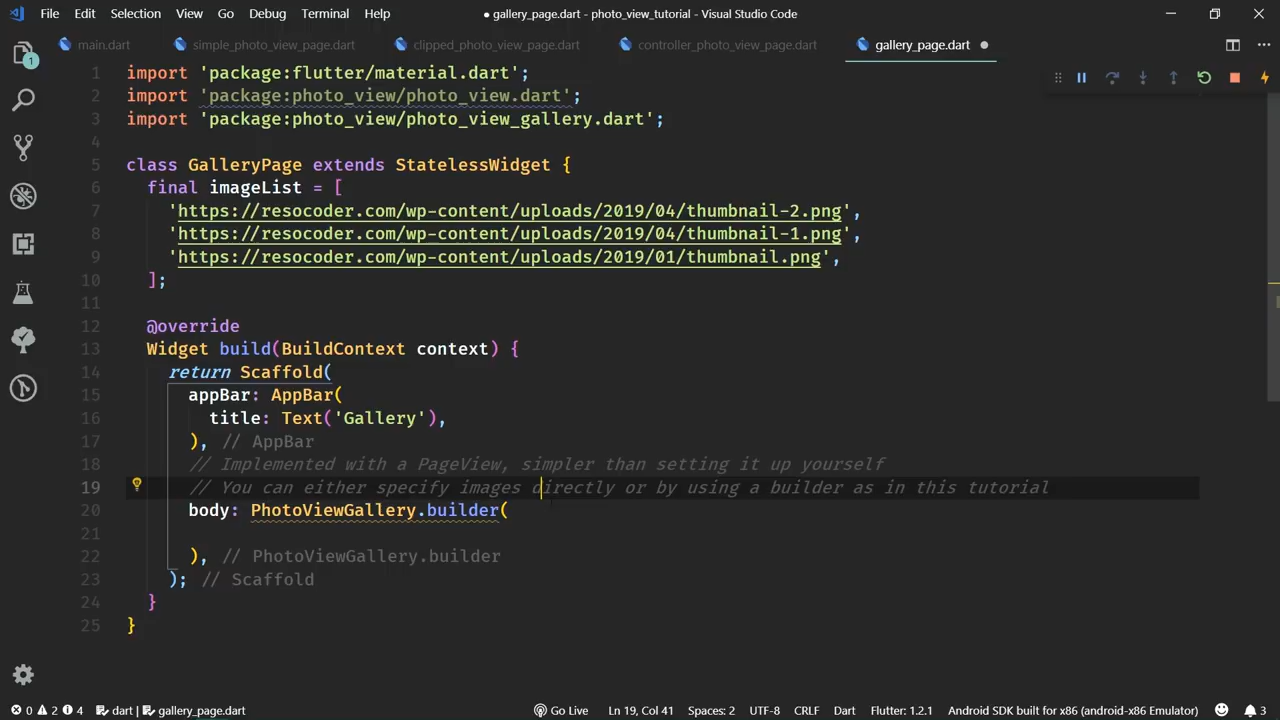 File Edit Selection View Go Debug Terminal Help ● gallery_page.dart - photo_view_tutorial - Visual Studio Code
main.dart simple_photo_view_page.dart clipped_photo_view_page.dart controller_photo_view_page.dart gallery_page.dart
1 import 'package:flutter/material.dart';
2 import 'package:photo_view/photo_view.dart';
3 import 'package:photo_view/photo_view_gallery.dart';
4
5 class GalleryPage extends StatelessWidget {
6 final imageList = [
7 'https://resocoder.com/wp-content/uploads/2019/04/thumbnail-2.png',
8 'https://resocoder.com/wp-content/uploads/2019/04/thumbnail-1.png',
9 'https://resocoder.com/wp-content/uploads/2019/01/thumbnail.png',
10 ];
11
12 @override
13 Widget build(BuildContext context) {
14 return Scaffold(
15 appBar: AppBar(
16 title: Text('Gallery'),
17 ), // AppBar
18 // Implemented with a PageView, simpler than setting it up yourself
19 // You can either specify images directly or by using a builder as in this tutorial
20 body: PhotoViewGallery.builder(
21
22 ), // PhotoViewGallery.builder
23 ); // Scaffold
24 }
25 }
1
0 2 4 dart | gallery_page.dart Go Live Ln 19, Col 41 Spaces: 2 UTF-8 CRLF Dart Flutter: 1.2.1 Android SDK built for x86 (android-x86 Emulator) 3